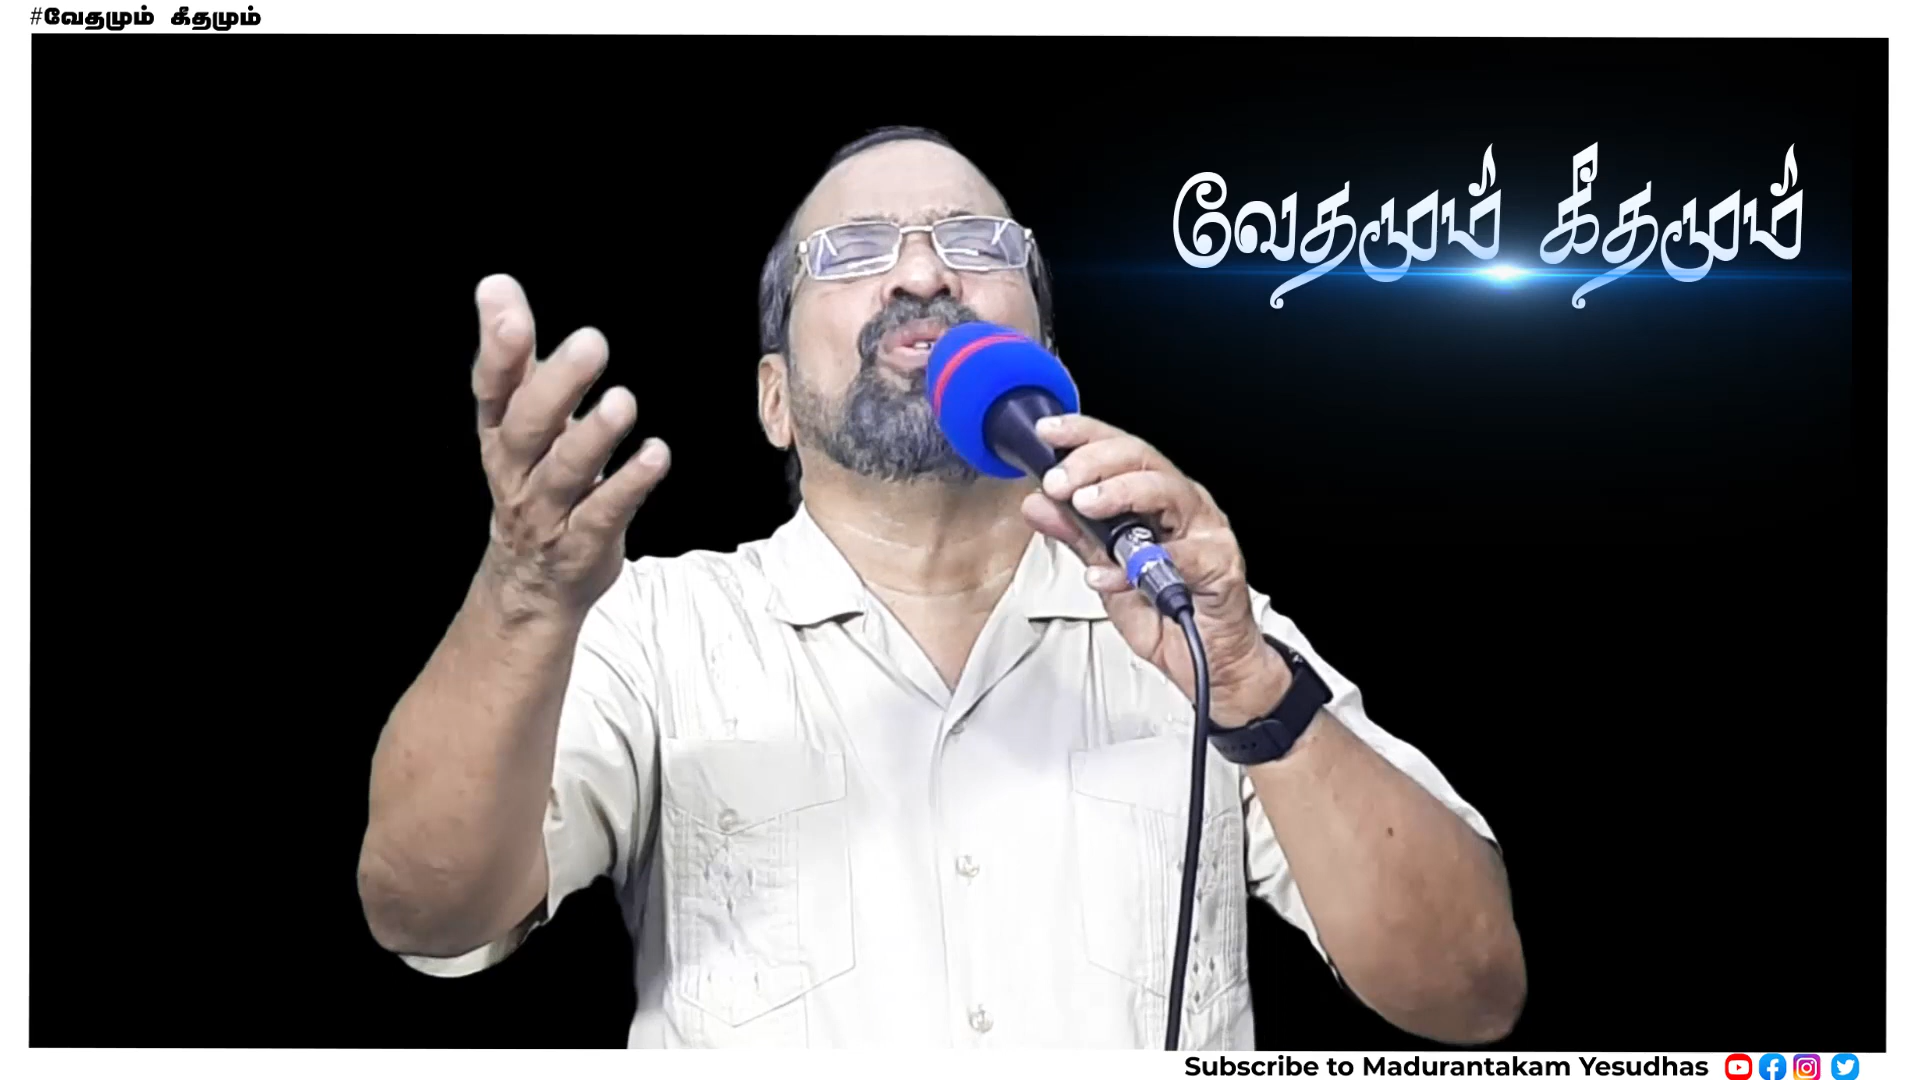 #வேதமும் கீதமும்
வேதமும் கீதமும்
Subscribe to Madurantakam Yesudhas